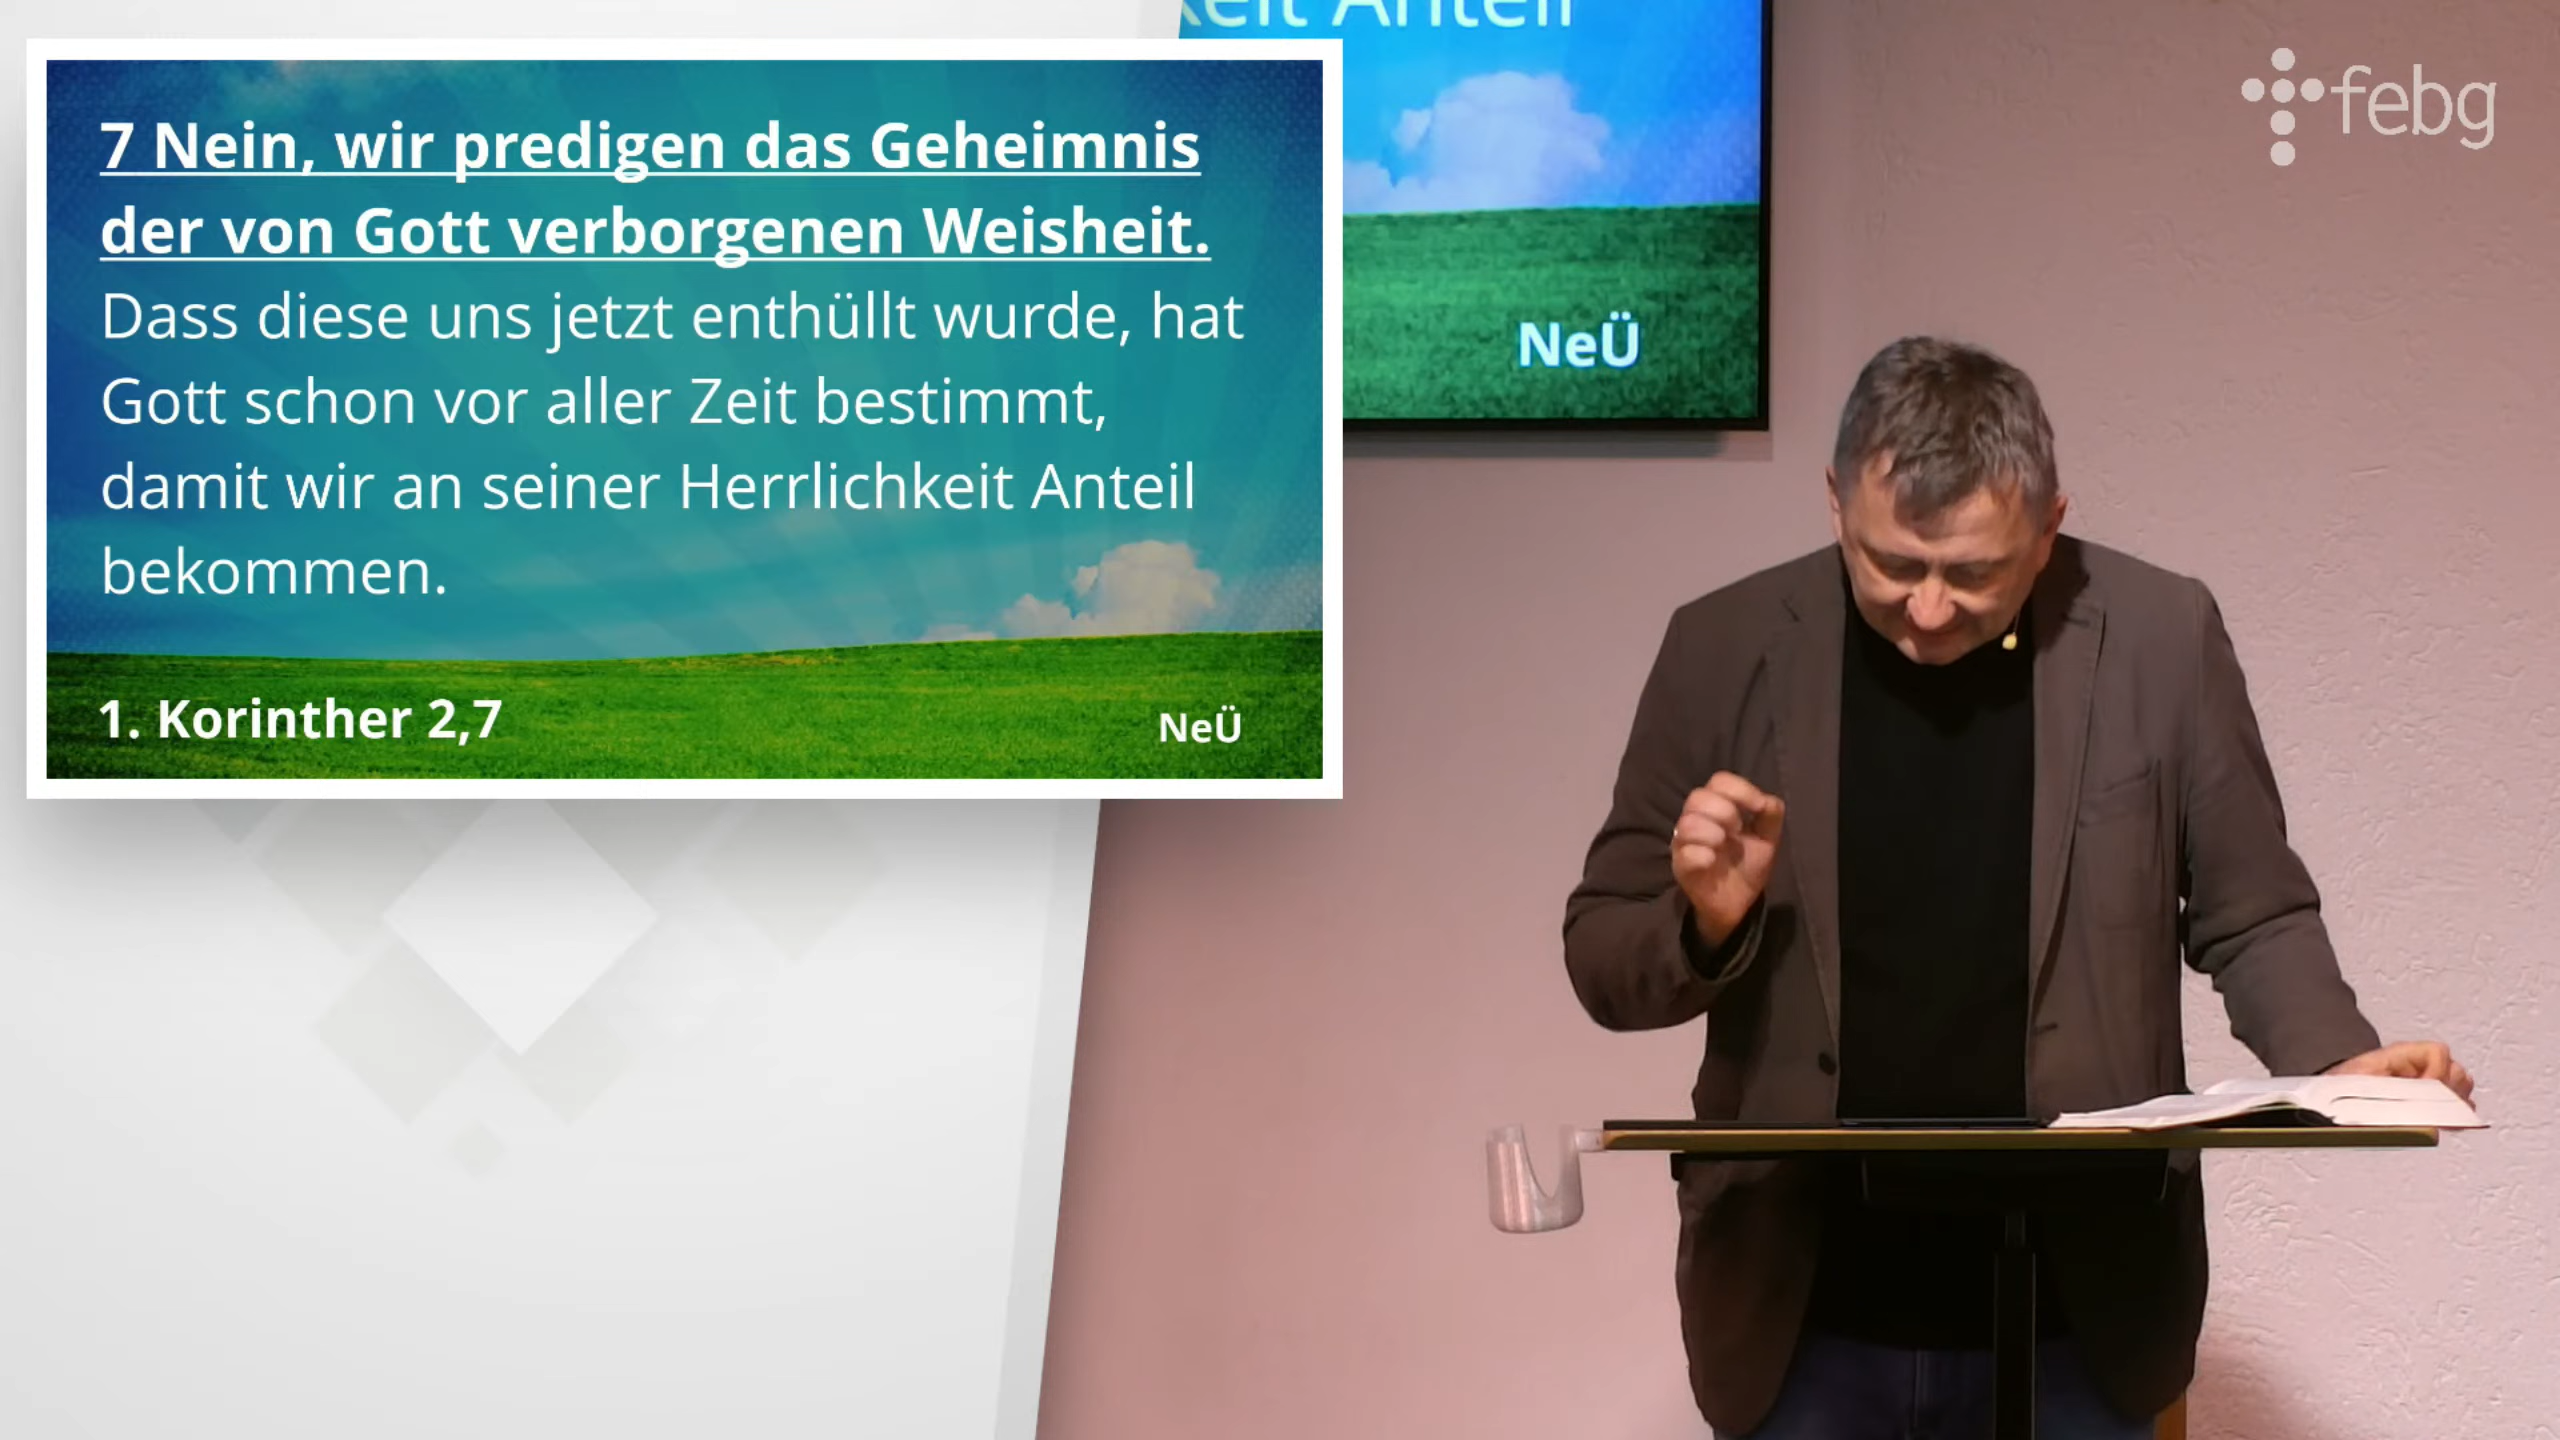 7 Nein, wir predigen das Geheimnis
der von Gott verborgenen Weisheit.
Dass diese uns jetzt enthüllt wurde, hat
Gott schon vor aller Zeit bestimmt,
damit wir an seiner Herrlichkeit Anteil
bekommen.
1. Korinther 2,7
NeÜ
keit Anteil
NeÜ
febg